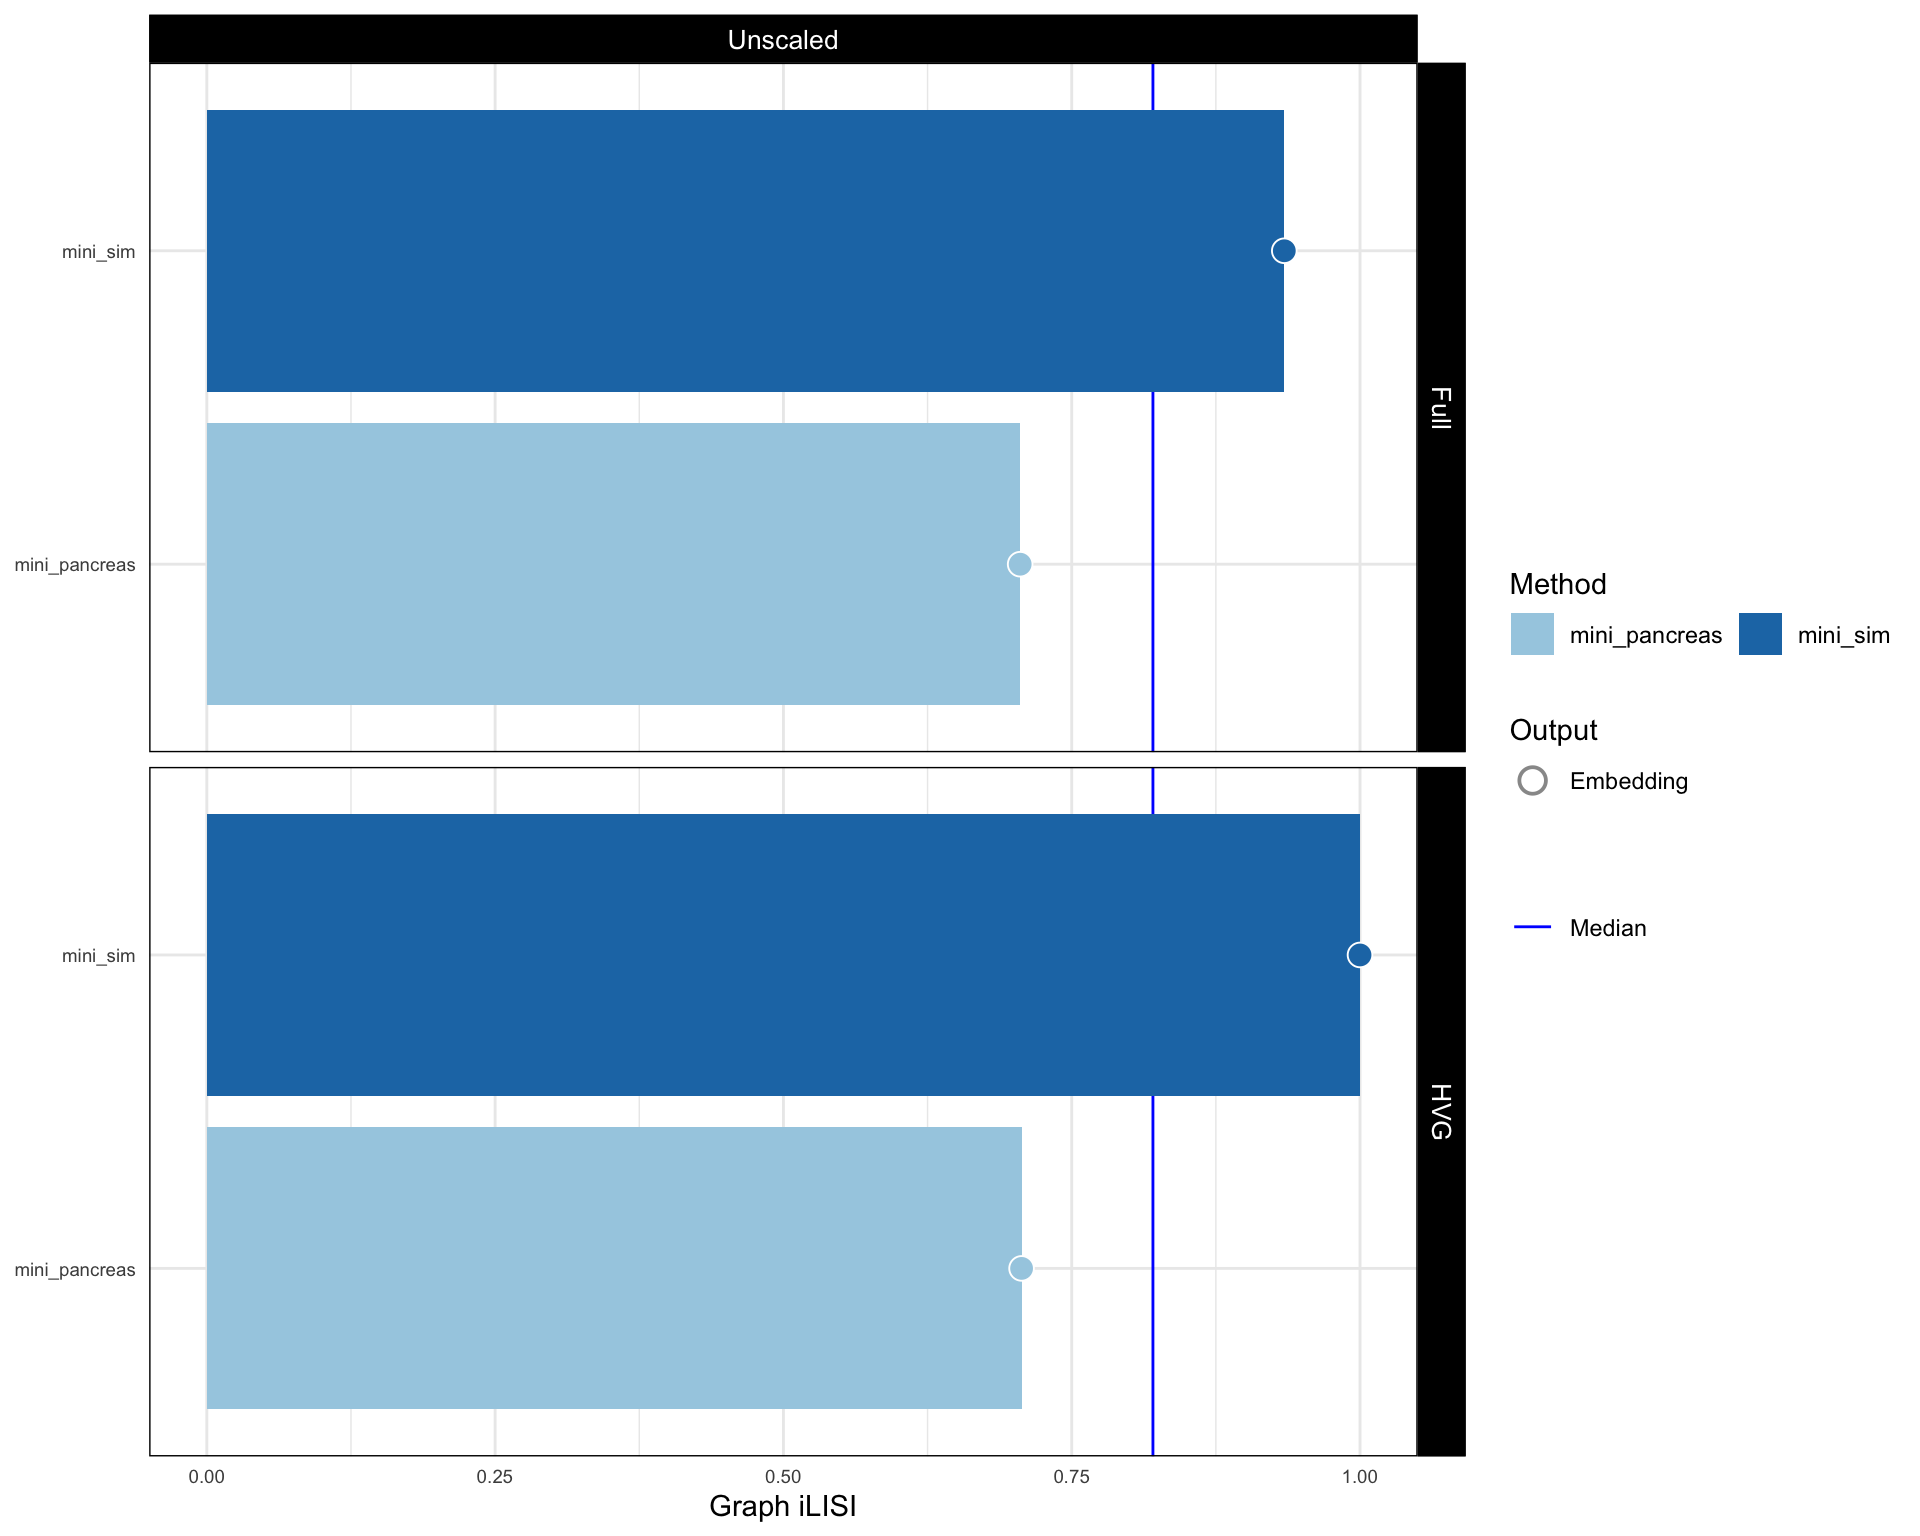 Unscaled
mini_sim
mini_pancreas
Full
mini_sim
mini_pancreas
HVG
0.00 0.25 0.50 0.75 1.00
Graph iLISI
Method
mini_pancreas mini_sim
Output
Embedding
Median